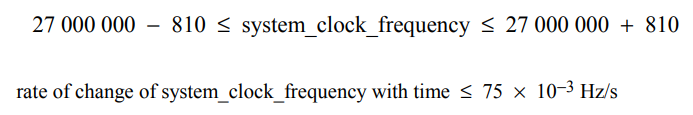 27 000 000 − 810 ≤ system_clock_frequency ≤ 27 000 000 + 810
rate of change of system_clock_frequency with time ≤ 75 × 10⁻³ Hz/s